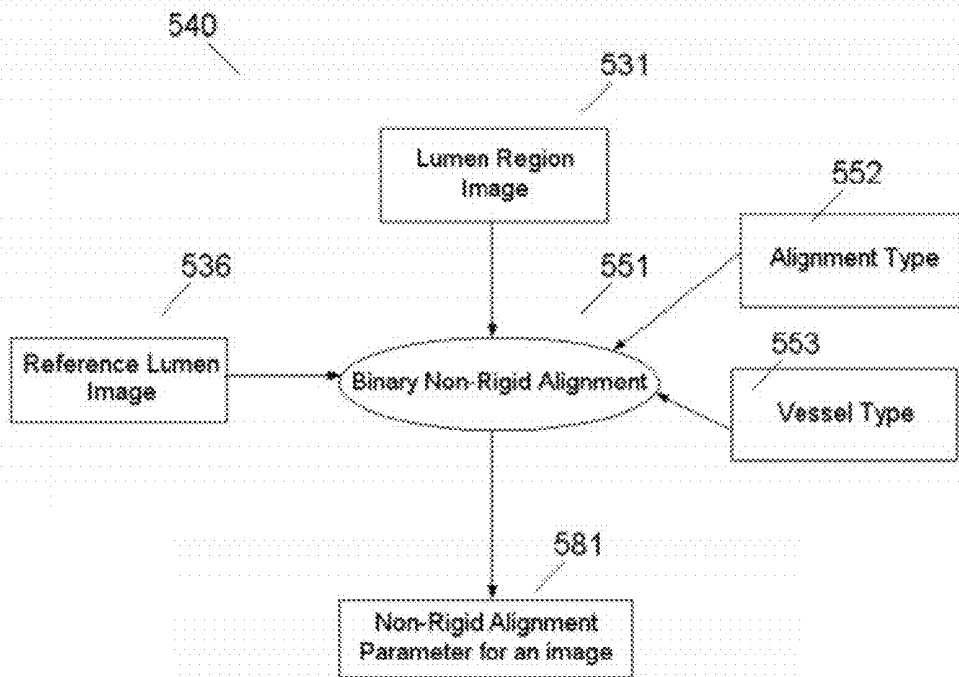 540
531
Lumen Region
Image
552
Alignment Type
536
551
Reference Lumen
Image
Binary Non-Rigid Alignment
553
Vessel Type
581
Non-Rigid Alignment
Parameter for an image